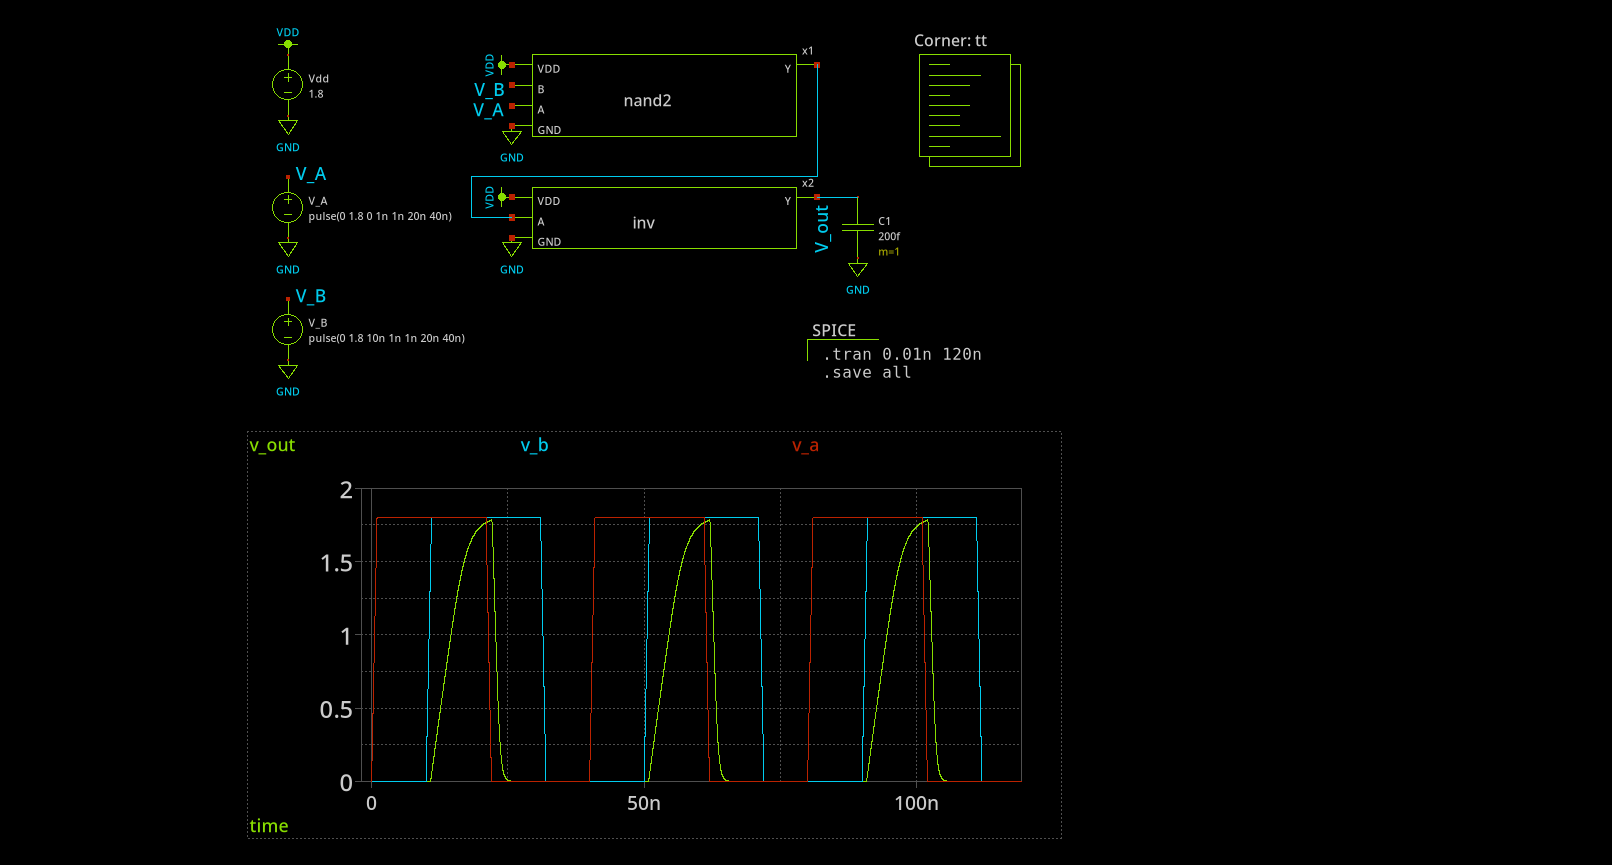 VDD
Vdd
1.8
GND
V_A
V_A
pulse(0 1.8 0 1n 1n 20n 40n)
GND
V_B
V_B
pulse(0 1.8 10n 1n 1n 20n 40n)
GND
x1
VDD
V_B
V_A
VDD
B
A
GND
Y
nand2
GND
x2
VDD
VDD
A
GND
Y
inv
GND
V_out
C1
200f
m=1
GND
Corner: tt
SPICE
.tran 0.01n 120n
.save all
v_out v_b v_a
2
1.5
1
0.5
0
0 50n 100n
time